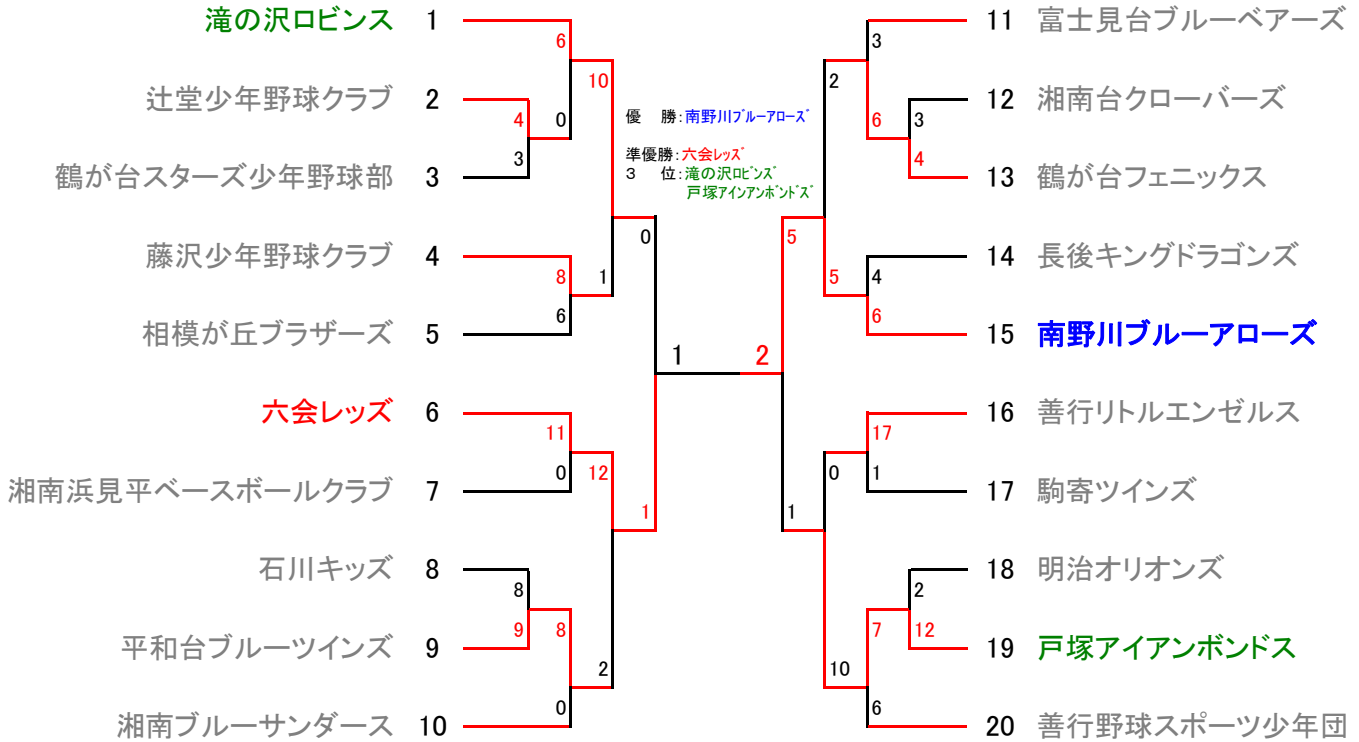 滝の沢ロビンス 1
6
辻堂少年野球クラブ 2
4
0
10
鶴が台スターズ少年野球部 3
3
藤沢少年野球クラブ 4
8
1
0
相模が丘ブラザーズ 5
6
六会レッズ 6
11
湘南浜見平ベースボールクラブ 7
0
12
1
石川キッズ 8
8
平和台ブルーツインズ 9
9
8
2
湘南ブルーサンダース 10
0
優　勝:南野川ブルーアローズ
準優勝:六会レッズ
3　位:滝の沢ロビンズ
戸塚アインアンボンドズ
1 2
11 富士見台ブルーベアーズ
3
2
12 湘南台クローバーズ
6
3
13 鶴が台フェニックス
4
5
14 長後キングドラゴンズ
5
4
15 南野川ブルーアローズ
6
16 善行リトルエンゼルス
17
0
17 駒寄ツインズ
1
1
18 明治オリオンズ
2
19 戸塚アイアンボンドス
7
12
10
20 善行野球スポーツ少年団
6